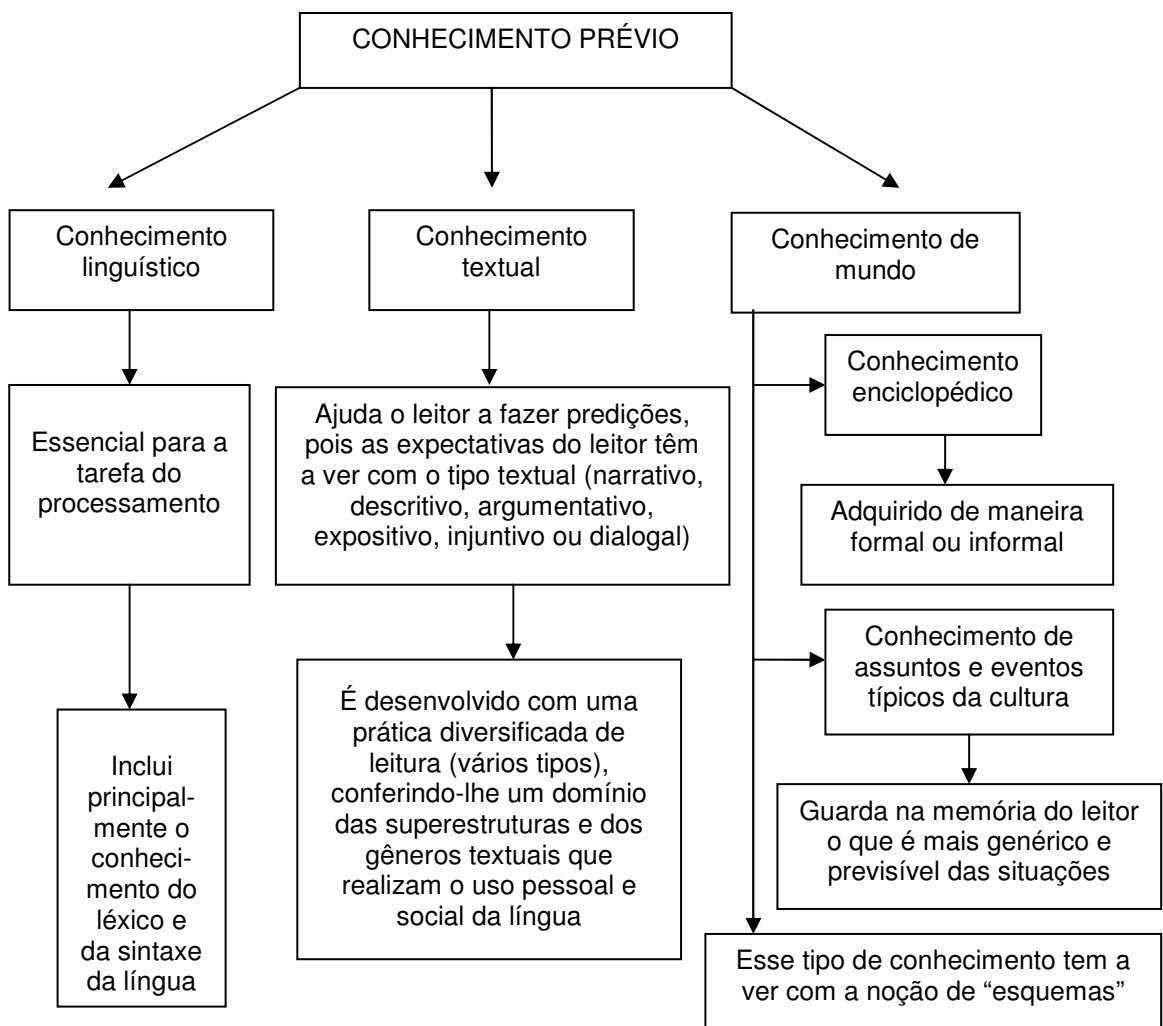 CONHECIMENTO PRÉVIO
Conhecimento
linguístico
Conhecimento
textual
Conhecimento de
mundo
Essencial para a
tarefa do
processamento
Ajuda o leitor a fazer predições,
pois as expectativas do leitor têm
a ver com o tipo textual (narrativo,
descritivo, argumentativo,
expositivo, injuntivo ou dialogal)
Conhecimento
enciclopédico
Adquirido de maneira
formal ou informal
Inclui
principal-
mente o
conheci-
mento do
léxico e
da sintaxe
da língua
É desenvolvido com uma
prática diversificada de
leitura (vários tipos),
conferindo-lhe um domínio
das superestruturas e dos
gêneros textuais que
realizam o uso pessoal e
social da língua
Conhecimento de
assuntos e eventos
típicos da cultura
Guarda na memória do leitor
o que é mais genérico e
previsível das situações
Esse tipo de conhecimento tem a
ver com a noção de “esquemas”